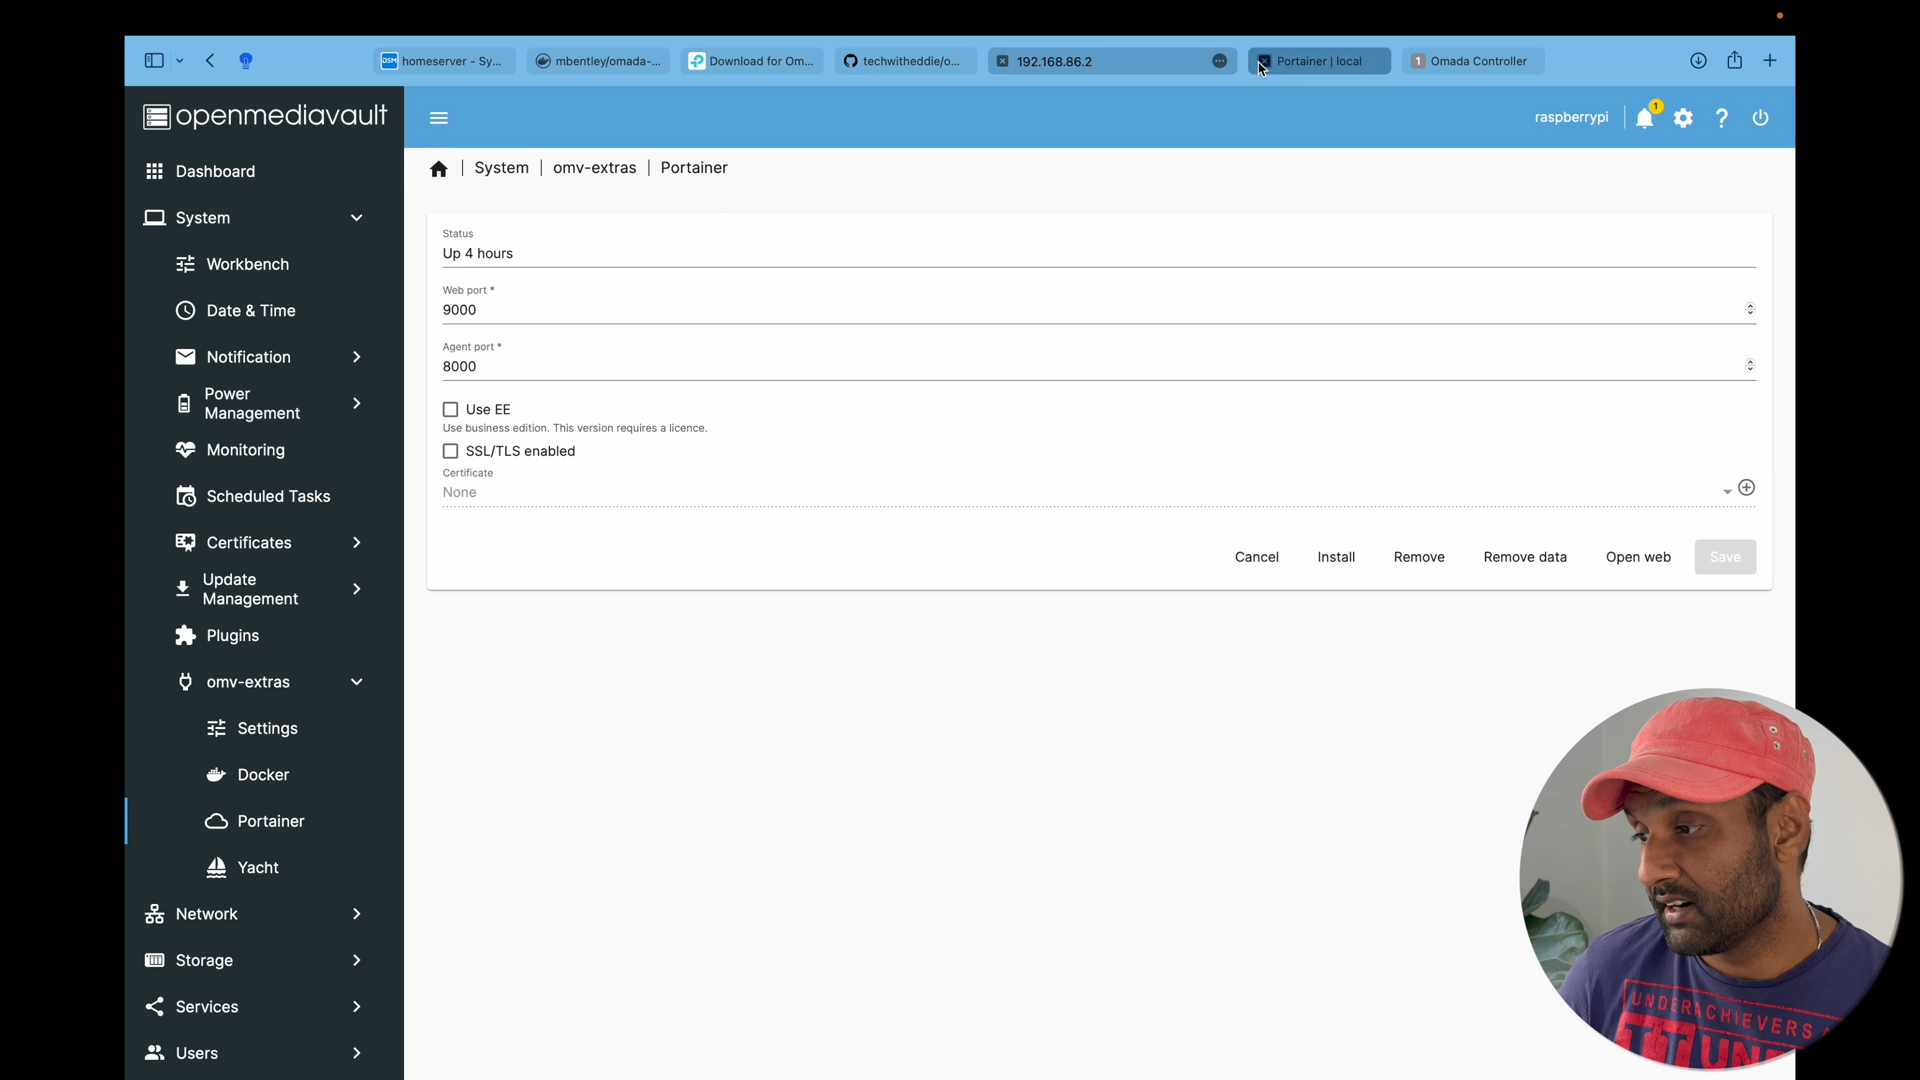 DSM homeserver - Sy...
mbentley/omada-...
Download for Om...
techwitheddie/o...
192.168.86.2
Portainer | local
1 Omada Controller
openmediavault
raspberrypi
1
Dashboard
System
Workbench
Date & Time
Notification
Power
Management
Monitoring
Scheduled Tasks
Certificates
Update
Management
Plugins
omv-extras
Settings
Docker
Portainer
Yacht
Network
Storage
Services
Users
System | omv-extras | Portainer
Status
Up 4 hours
Web port *
9000
Agent port *
8000
Use EE
Use business edition. This version requires a licence.
SSL/TLS enabled
Certificate
None
Cancel
Install
Remove
Remove data
Open web
Save
UNDERACHIEVERS